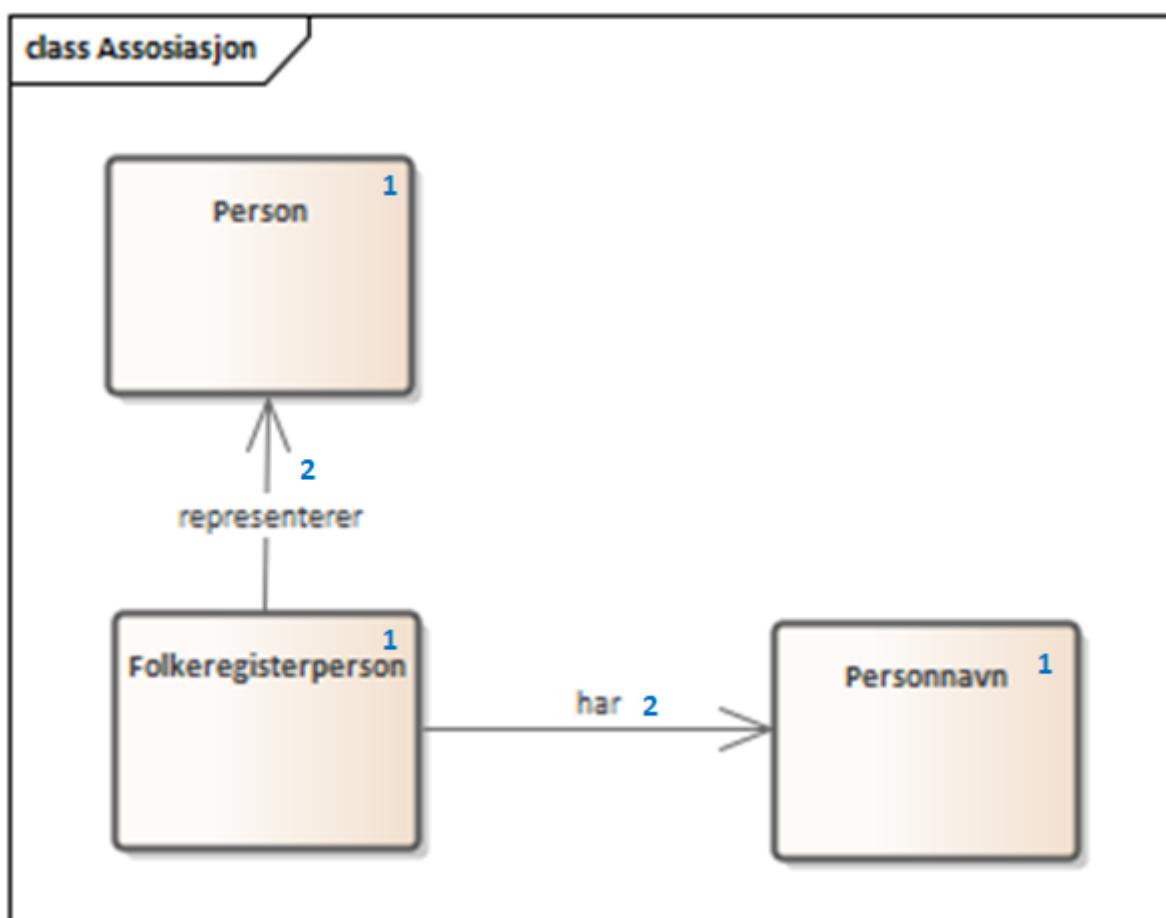 class Assosiasjon
1
Person
2
representerer
1
Folkeregisterperson
har 2
Personnavn 1